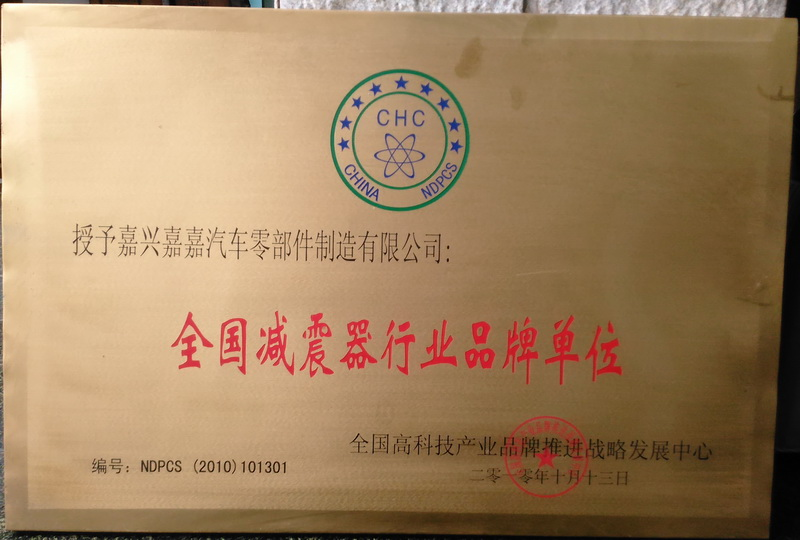 CHC
CHINA NDPCS
授予嘉兴嘉嘉汽车零部件制造有限公司:
全国减震器行业品牌单位
全国高科技产业品牌推进战略发展中心
编号: NDPCS (2010)101301
二零一零年十月十三日